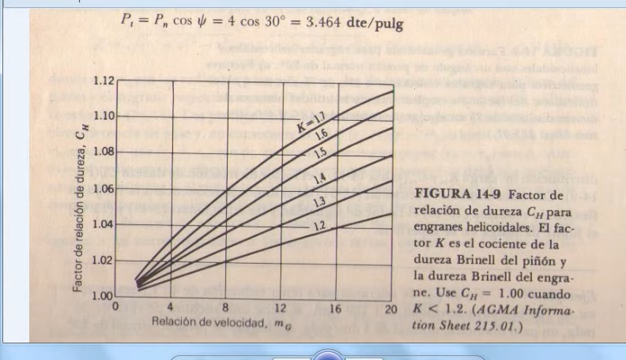 P_t = P_n cos ψ = 4 cos 30° = 3.464 dte/pulg
1.12
1.10
1.08
1.06
1.04
1.02
1.00
Factor de relación de dureza, C_H
K = 1.7
1.6
1.5
1.4
1.3
1.2
0
4
8
12
16
20
Relación de velocidad, m_G
FIGURA 14-9 Factor de
relación de dureza C_H para
engranes helicoidales. El fac-
tor K es el cociente de la
dureza Brinell del piñón y
la dureza Brinell del engra-
ne. Use C_H = 1.00 cuando
K < 1.2. (AGMA Informa-
tion Sheet 215.01.)